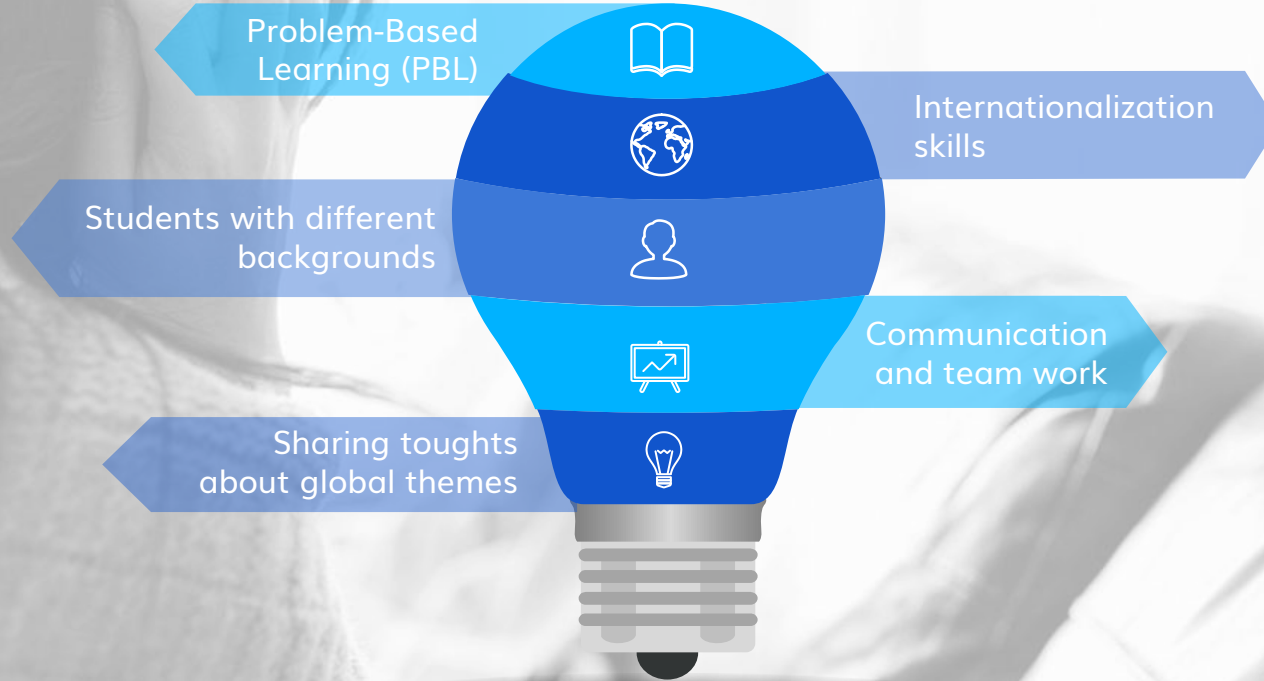 Problem-Based
Learning (PBL)
Internationalization
skills
Students with different
backgrounds
Communication
and team work
Sharing toughts
about global themes